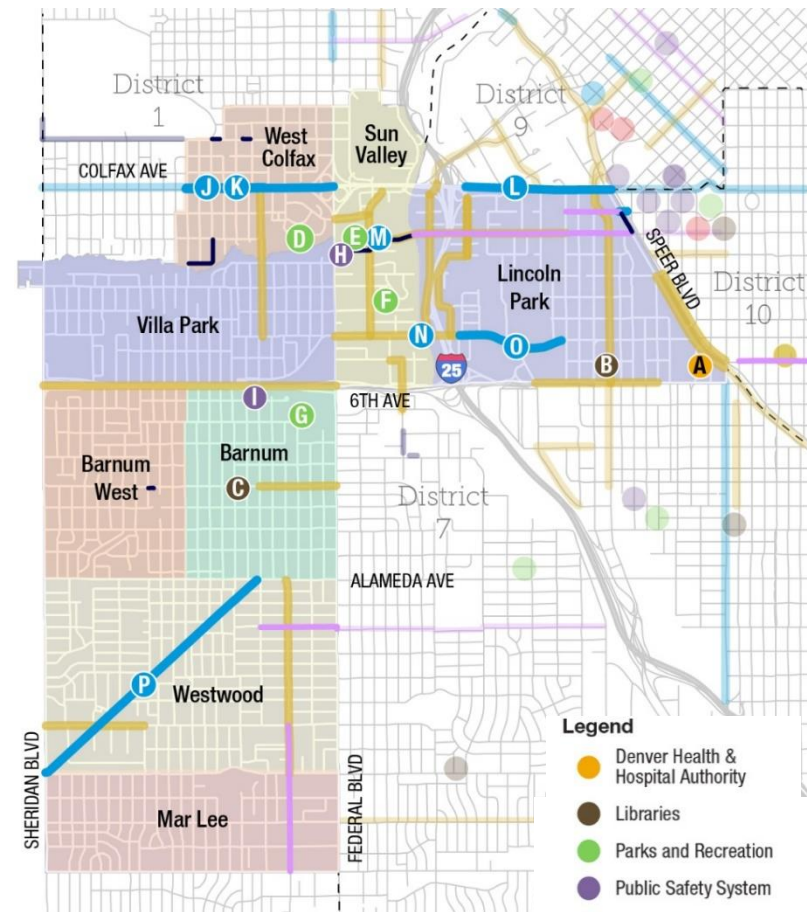 District
1
West
Colfax
Sun
Valley
District
9
COLFAX AVE
J
K
L
D
E
M
H
SPEER BLVD
Lincoln
Park
District
10
Villa Park
F
N
O
25
B
A
6TH AVE
I
G
Barnum
Barnum
West
C
District
7
ALAMEDA AVE
P
Westwood
SHERIDAN BLVD
FEDERAL BLVD
Mar Lee
Legend
Denver Health &
Hospital Authority
Libraries
Parks and Recreation
Public Safety System